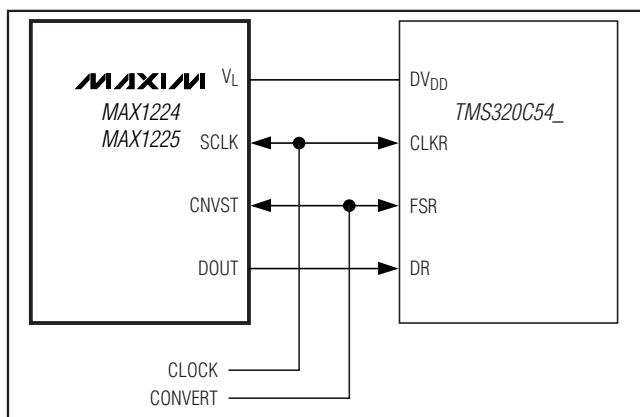 MAXIM
MAX1224
MAX1225
VL
SCLK
CNVST
DOUT
DVDD
TMS320C54_
CLKR
FSR
DR
CLOCK
CONVERT